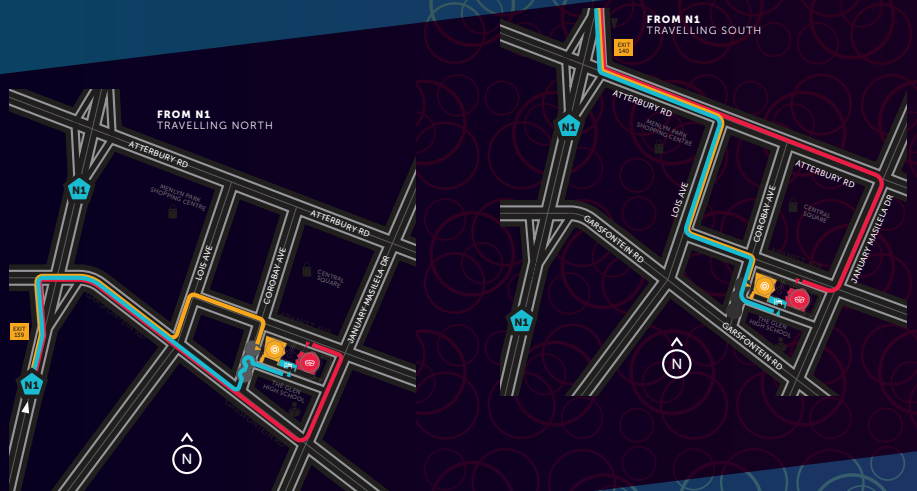 FROM N1
TRAVELLING NORTH
ATTERBURY RD
N1
MENLYN PARK
SHOPPING CENTRE
LOIS AVE
COROBAY AVE
ATTERBURY RD
CENTRAL
SQUARE
JANUARY MASILELA DR
EXIT
139
N1
THE GLEN
HIGH SCHOOL
N
FROM N1
TRAVELLING SOUTH
EXIT
140
ATTERBURY RD
N1
MENLYN PARK
SHOPPING CENTRE
ATTERBURY RD
LOIS AVE
COROBAY AVE
CENTRAL
SQUARE
JANUARY MASILELA DR
GARSFONTEIN RD
N1
THE GLEN
HIGH SCHOOL
GARSFONTEIN RD
N